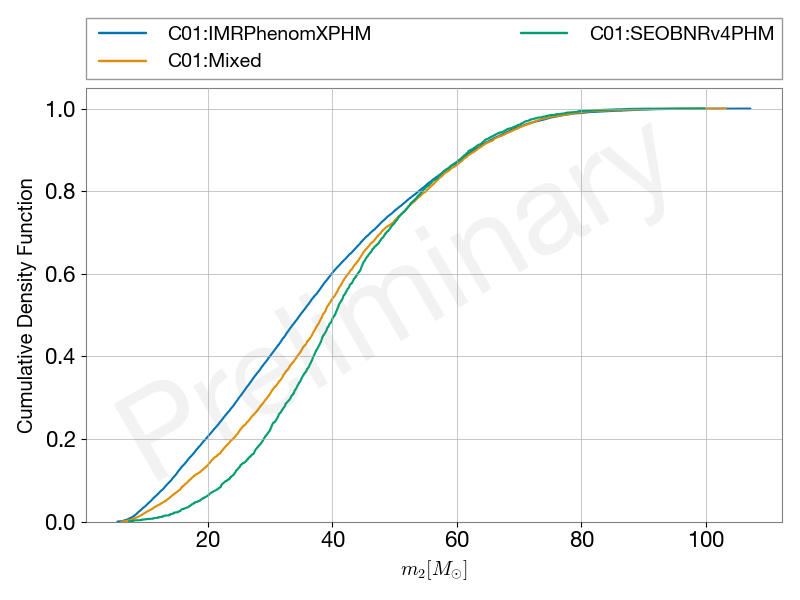 C01:IMRPhenomXPHM
C01:Mixed
C01:SEOBNRv4PHM
1.0
0.8
0.6
0.4
0.2
0.0
Cumulative Density Function
Preliminary
20 40 60 80 100
m₂[M☉]